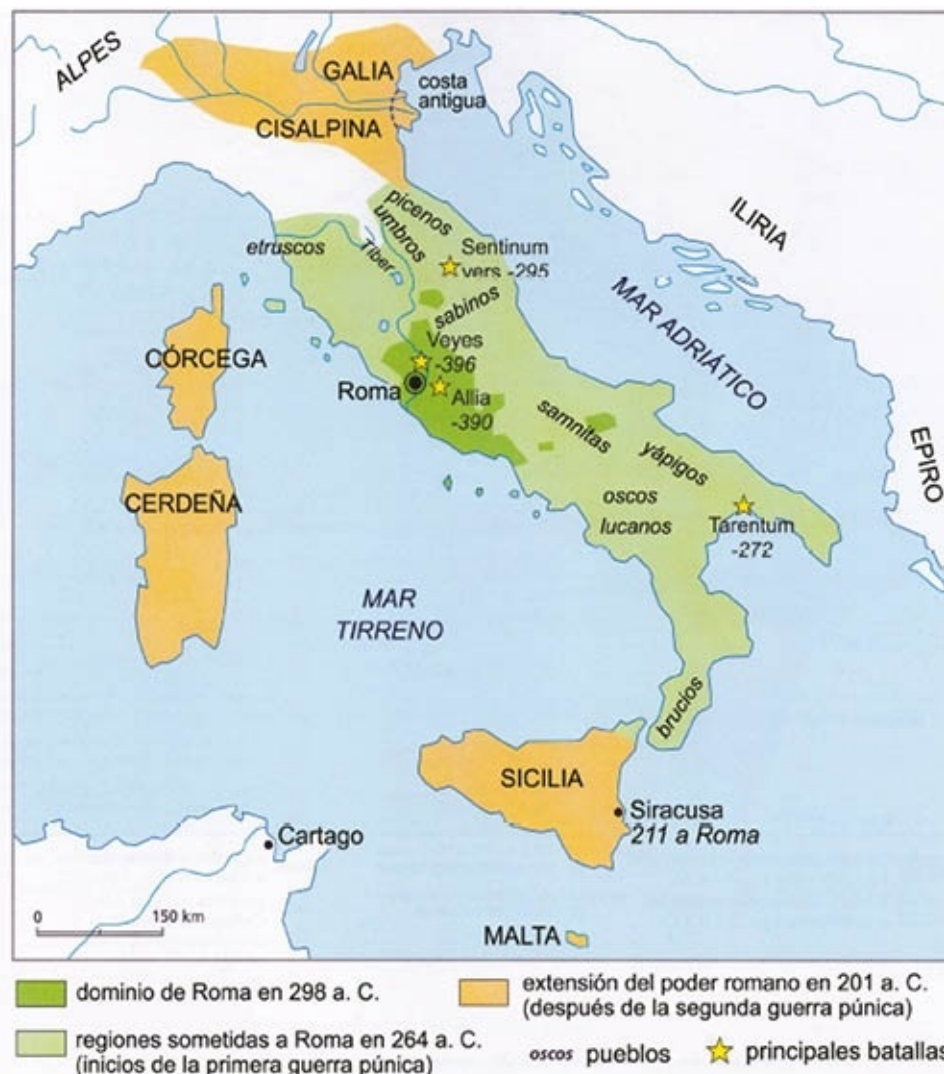 ALPES
GALIA
CISALPINA
costa
antigua
ILIRIA
picenos
umbros
etruscos
Tíber
Sentinum
vers -295
sabinos
MAR ADRIÁTICO
CÓRCEGA
Veyes
-396
Roma
Allia
-390
samnitas
yápigos
EPIRO
CERDEÑA
oscos
lucanos
Tarentum
-272
MAR
TIRRENO
brucios
SICILIA
Siracusa
211 a Roma
Cartago
0 150 km
MALTA
dominio de Roma en 298 a. C.
regiones sometidas a Roma en 264 a. C.
(inicios de la primera guerra púnica)
extensión del poder romano en 201 a. C.
(después de la segunda guerra púnica)
oscos pueblos
principales batallas